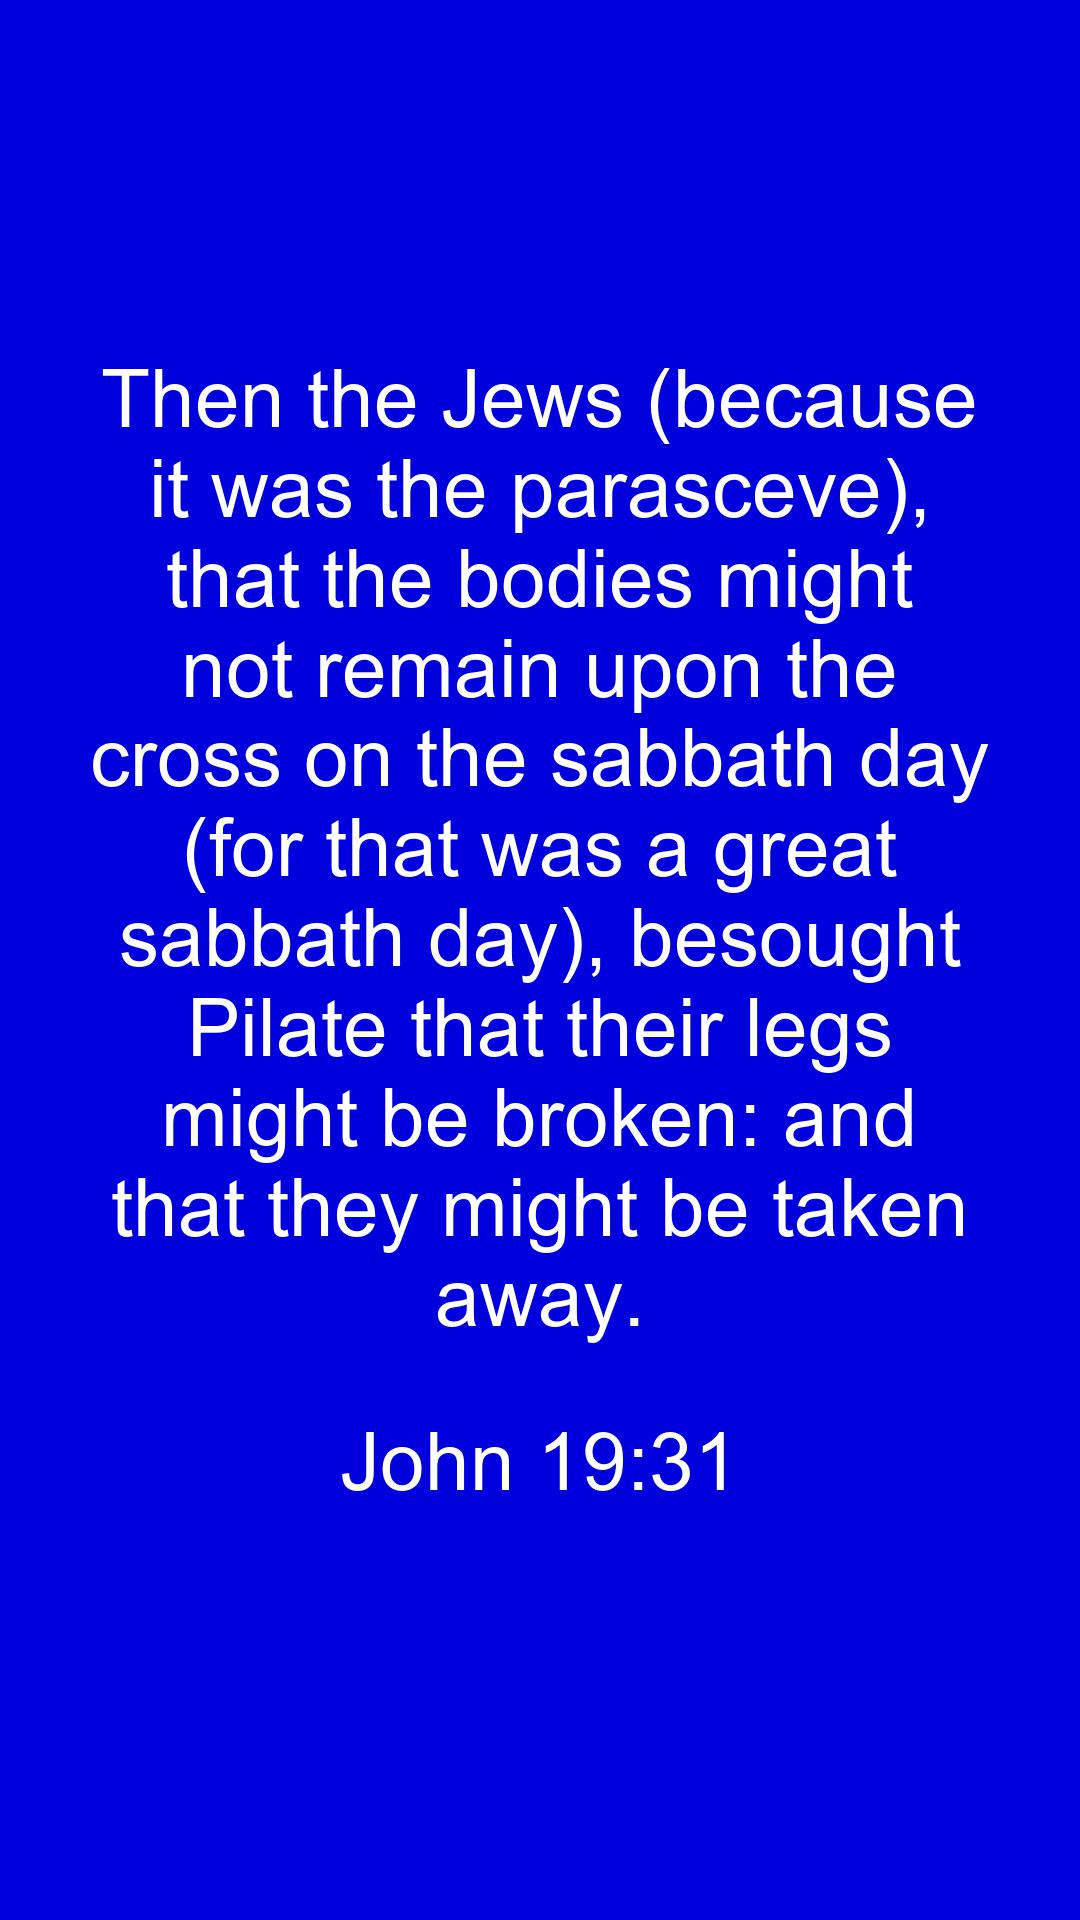 Then the Jews (because
it was the parasceve),
that the bodies might
not remain upon the
cross on the sabbath day
(for that was a great
sabbath day), besought
Pilate that their legs
might be broken: and
that they might be taken
away.
John 19:31